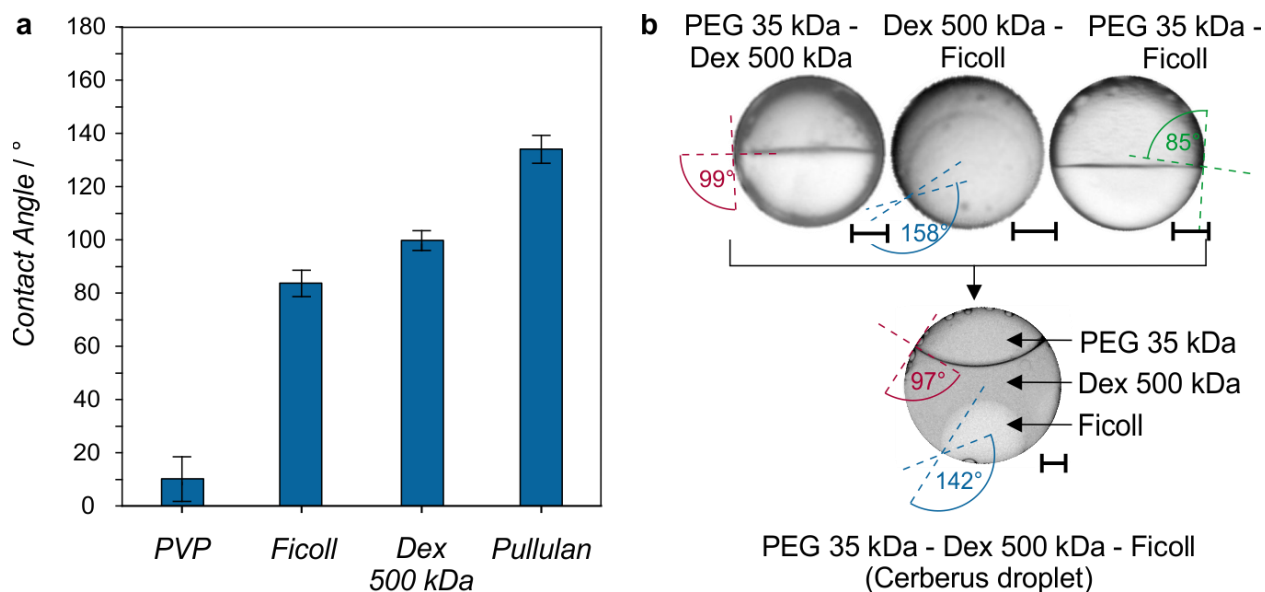 a
180
160
140
120
100
80
60
40
20
0
Contact Angle / °
PVP
Ficoll
Dex
500 kDa
Pullulan
b
PEG 35 kDa -
Dex 500 kDa
Dex 500 kDa -
Ficoll
PEG 35 kDa -
Ficoll
99°
158°
85°
PEG 35 kDa
Dex 500 kDa
Ficoll
97°
142°
PEG 35 kDa - Dex 500 kDa - Ficoll
(Cerberus droplet)